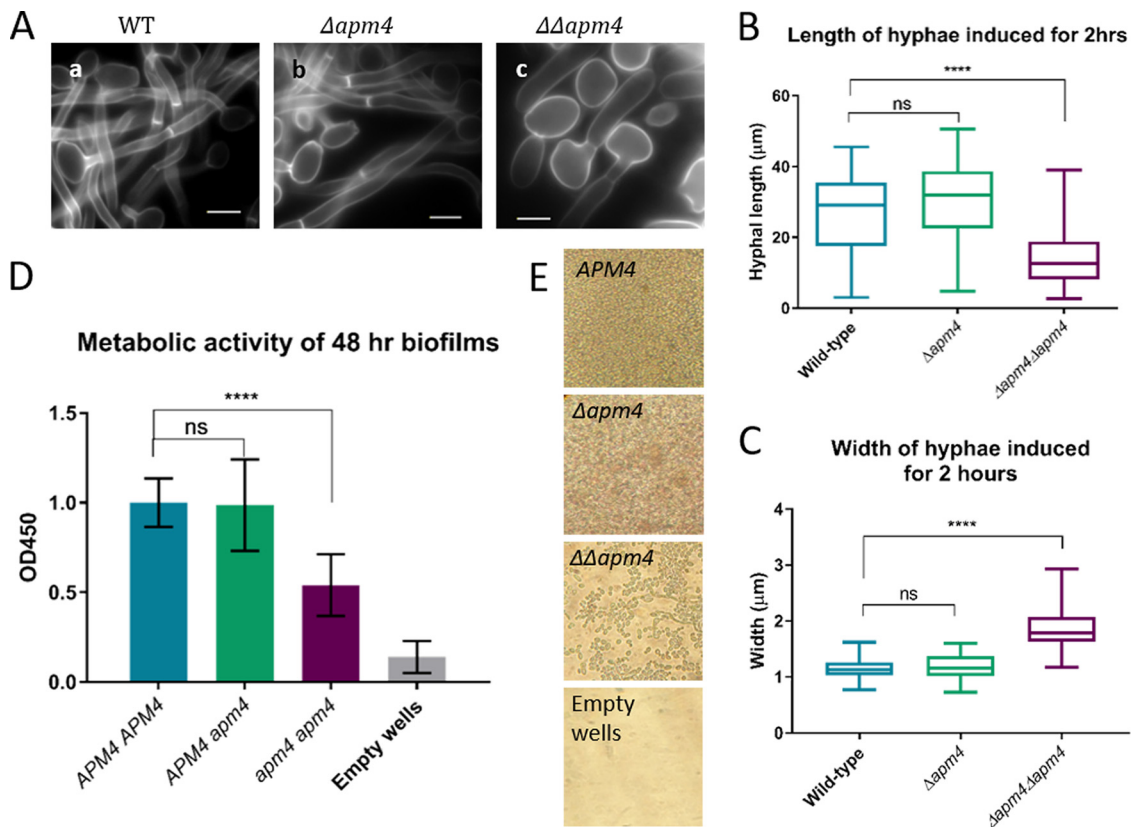 A
WT
Δapm4
ΔΔapm4
a
b
c
B
Length of hyphae induced for 2hrs
****
ns
Hyphal length (µm)
60
40
20
0
Wild-type
Δapm4
Δapm4Δapm4
D
Metabolic activity of 48 hr biofilms
****
ns
OD450
1.5
1.0
0.5
0.0
APM4 APM4
APM4 apm4
apm4 apm4
Empty wells
E
APM4
Δapm4
ΔΔapm4
Empty
wells
C
Width of hyphae induced
for 2 hours
****
ns
Width (µm)
4
3
2
1
0
Wild-type
Δapm4
Δapm4Δapm4